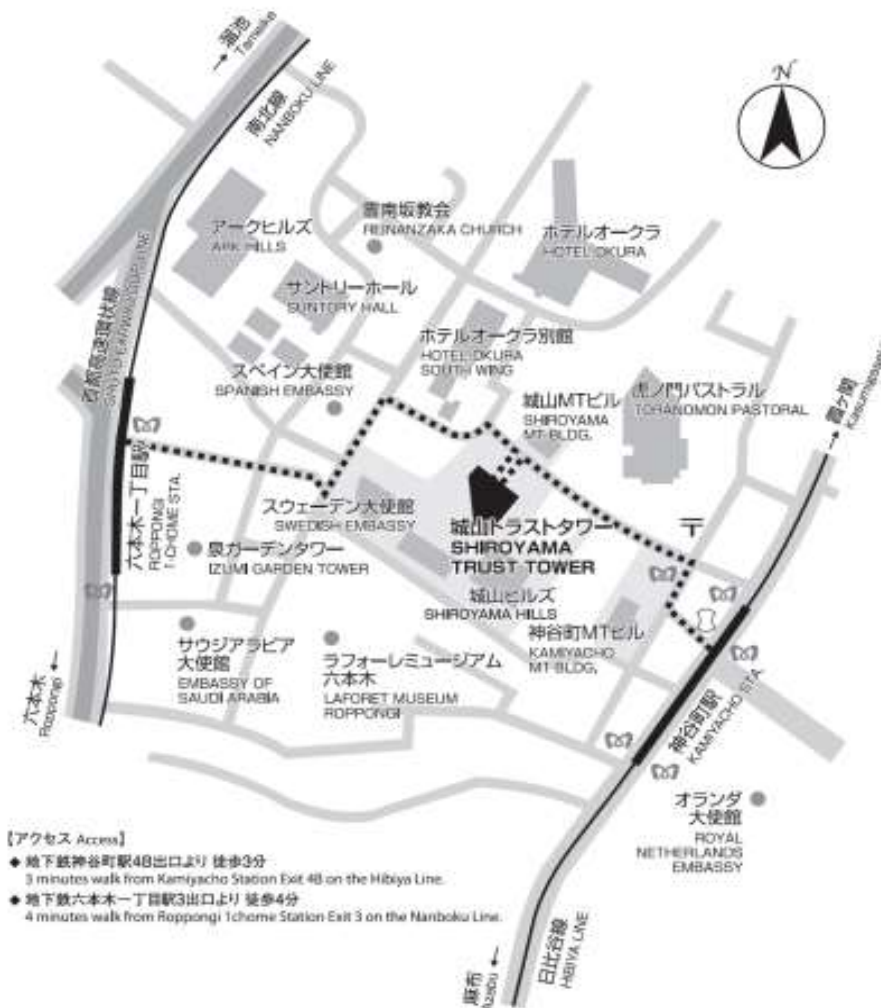 → 溜池
南北線
NANBOKU LINE
N
霊南坂教会
REINANZAKA CHURCH
アークヒルズ
ARK HILLS
ホテルオークラ
HOTEL OKURA
サントリーホール
SUNTORY HALL
首都高速環状線
ホテルオークラ別館
HOTEL OKURA
SOUTH WING
スペイン大使館
SPANISH EMBASSY
城山MTビル
SHIROYAMA
MT BLDG.
虎ノ門パストラル
TORANOMON PASTORAL
→ 霞ヶ関
六本木一丁目駅
ROPPONGI
1-CHOME STA.
スウェーデン大使館
SWEDISH EMBASSY
城山トラストタワー
SHIROYAMA
TRUST TOWER
〒
泉ガーデンタワー
IZUMI GARDEN TOWER
城山ヒルズ
SHIROYAMA HILLS
神谷町MTビル
KAMIYACHO
MT-BLDG.
サウジアラビア
大使館
EMBASSY OF
SAUDI ARABIA
ラフォーレミュージアム
六本木
LAFORET MUSEUM
ROPPONGI
六本木 ←
Roppongi
神谷町駅
KAMIYACHO STA.
オランダ
大使館
ROYAL
NETHERLANDS
EMBASSY
【アクセス Access】
◆ 地下鉄神谷町駅4B出口より 徒歩3分
3 minutes walk from Kamiyacho Station Exit 4B on the Hibiya Line.
◆ 地下鉄六本木一丁目駅3出口より 徒歩4分
4 minutes walk from Roppongi 1chome Station Exit 3 on the Nanboku Line.
日比谷線
HIBIYA LINE
麻布 ←